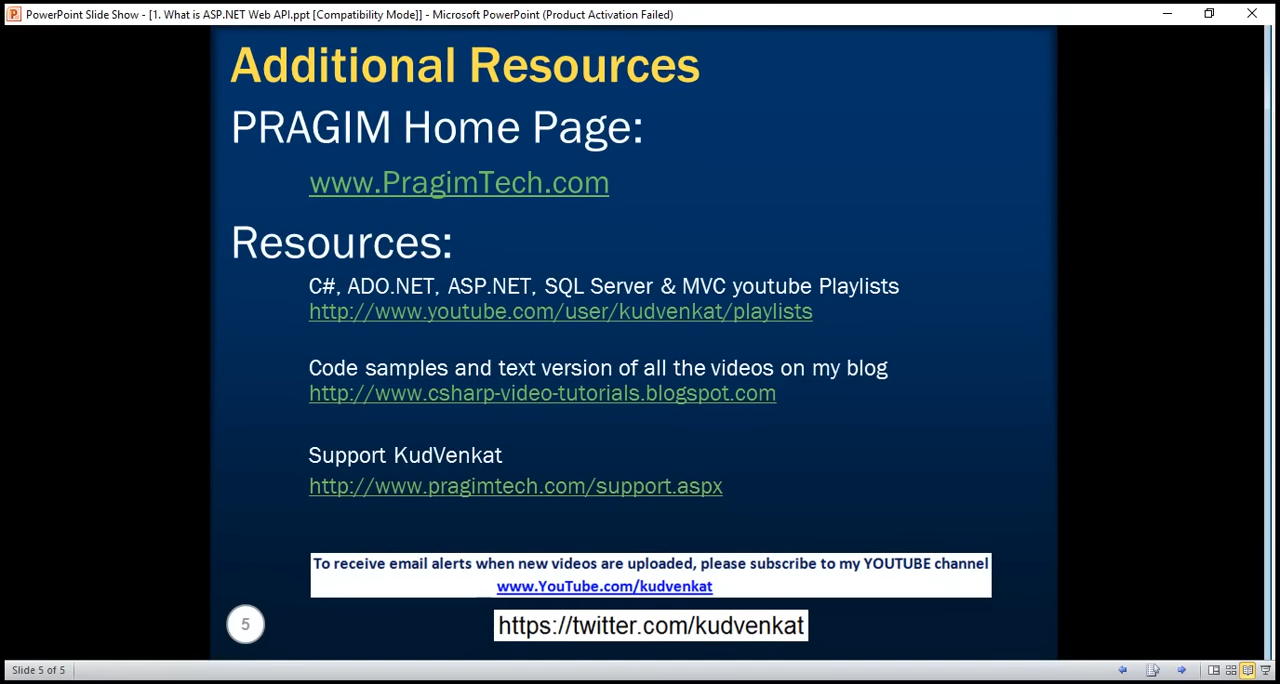 PowerPoint Slide Show - [1. What is ASP.NET Web API.ppt [Compatibility Mode]] - Microsoft PowerPoint (Product Activation Failed)
Additional Resources
PRAGIM Home Page:
www.PragimTech.com
Resources:
C#, ADO.NET, ASP.NET, SQL Server & MVC youtube Playlists
http://www.youtube.com/user/kudvenkat/playlists
Code samples and text version of all the videos on my blog
http://www.csharp-video-tutorials.blogspot.com
Support KudVenkat
http://www.pragimtech.com/support.aspx
To receive email alerts when new videos are uploaded, please subscribe to my YOUTUBE channel
www.YouTube.com/kudvenkat
5
https://twitter.com/kudvenkat
Slide 5 of 5